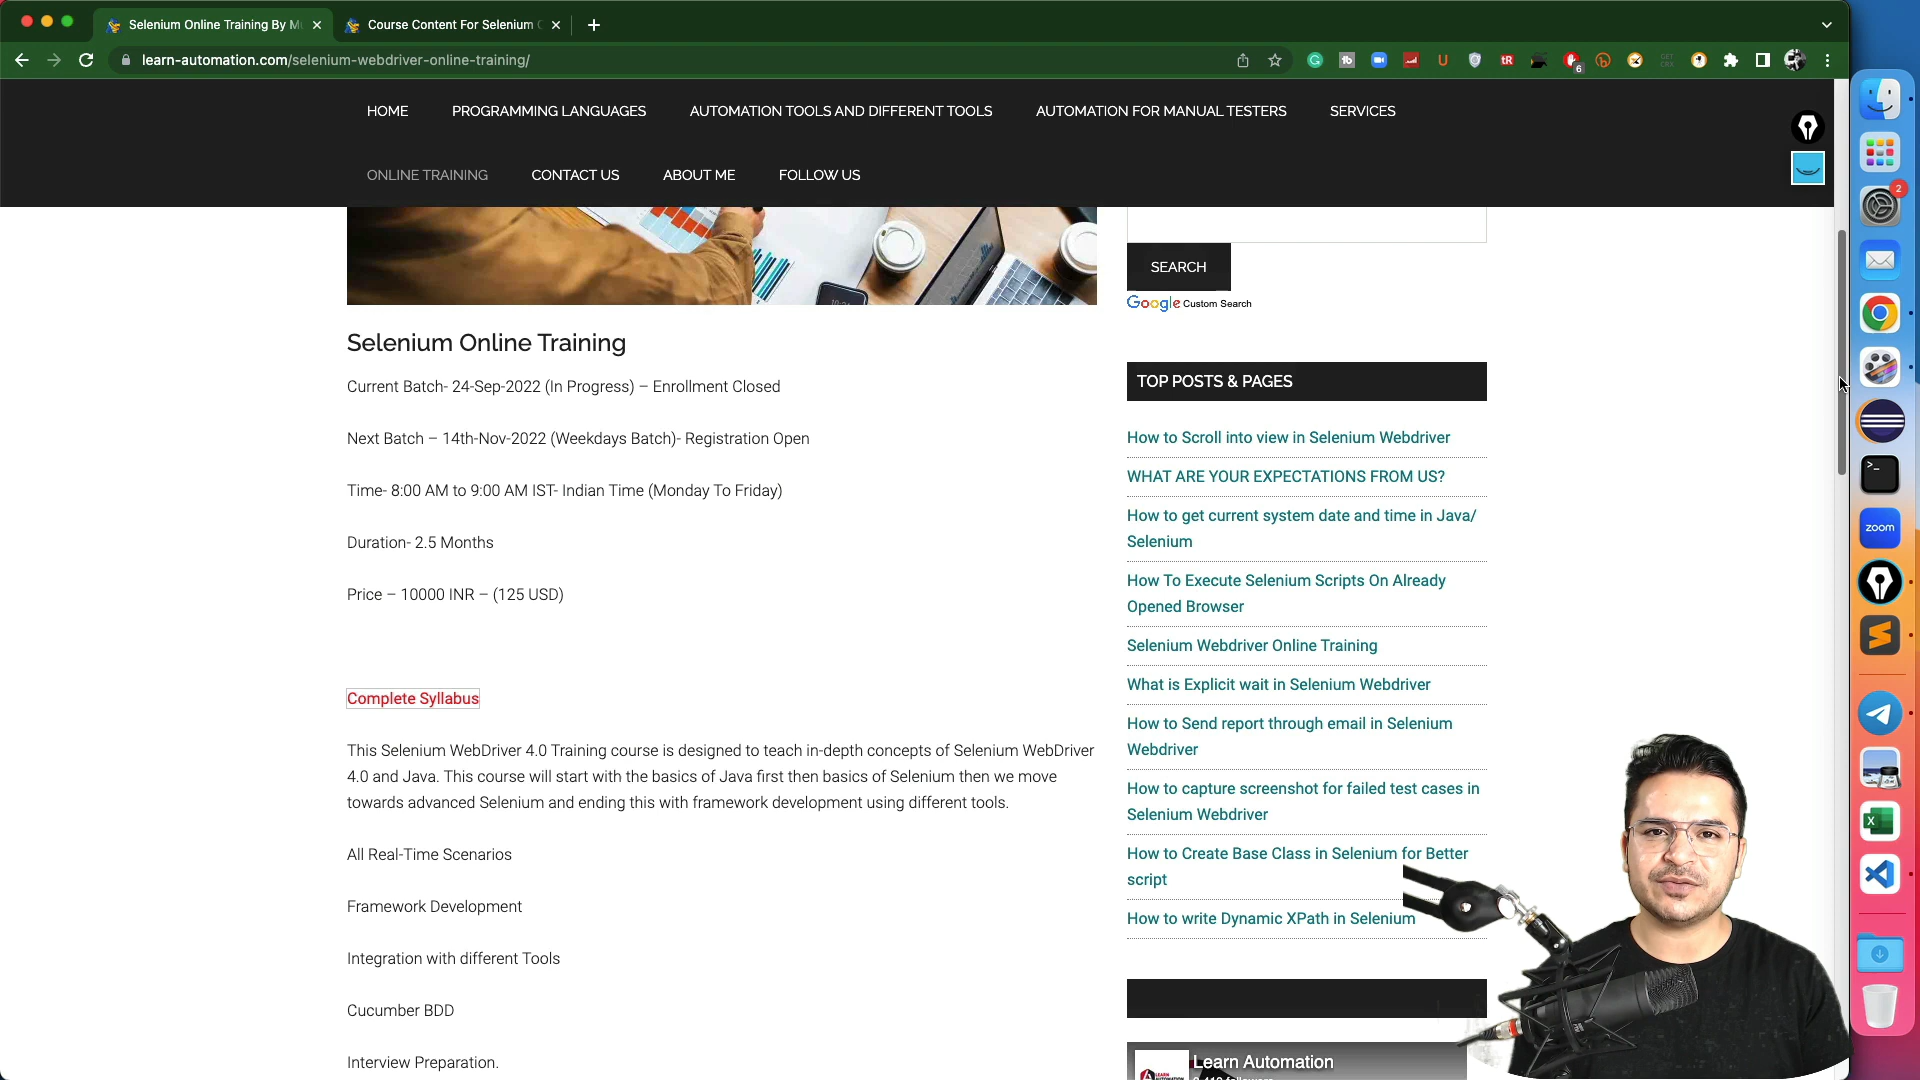 Selenium Online Training By Mu
Course Content For Selenium C
learn-automation.com/selenium-webdriver-online-training/
HOME
PROGRAMMING LANGUAGES
AUTOMATION TOOLS AND DIFFERENT TOOLS
AUTOMATION FOR MANUAL TESTERS
SERVICES
ONLINE TRAINING
CONTACT US
ABOUT ME
FOLLOW US
Selenium Online Training
Current Batch- 24-Sep-2022 (In Progress) – Enrollment Closed
Next Batch – 14th-Nov-2022 (Weekdays Batch)- Registration Open
Time- 8:00 AM to 9:00 AM IST- Indian Time (Monday To Friday)
Duration- 2.5 Months
Price – 10000 INR – (125 USD)
Complete Syllabus
This Selenium WebDriver 4.0 Training course is designed to teach in-depth concepts of Selenium WebDriver
4.0 and Java. This course will start with the basics of Java first then basics of Selenium then we move
towards advanced Selenium and ending this with framework development using different tools.
All Real-Time Scenarios
Framework Development
Integration with different Tools
Cucumber BDD
Interview Preparation.
SEARCH
Google Custom Search
TOP POSTS & PAGES
How to Scroll into view in Selenium Webdriver
WHAT ARE YOUR EXPECTATIONS FROM US?
How to get current system date and time in Java/
Selenium
How To Execute Selenium Scripts On Already
Opened Browser
Selenium Webdriver Online Training
What is Explicit wait in Selenium Webdriver
How to Send report through email in Selenium
Webdriver
How to capture screenshot for failed test cases in
Selenium Webdriver
How to Create Base Class in Selenium for Better
script
How to write Dynamic XPath in Selenium
Learn Automation
2
zoom
6